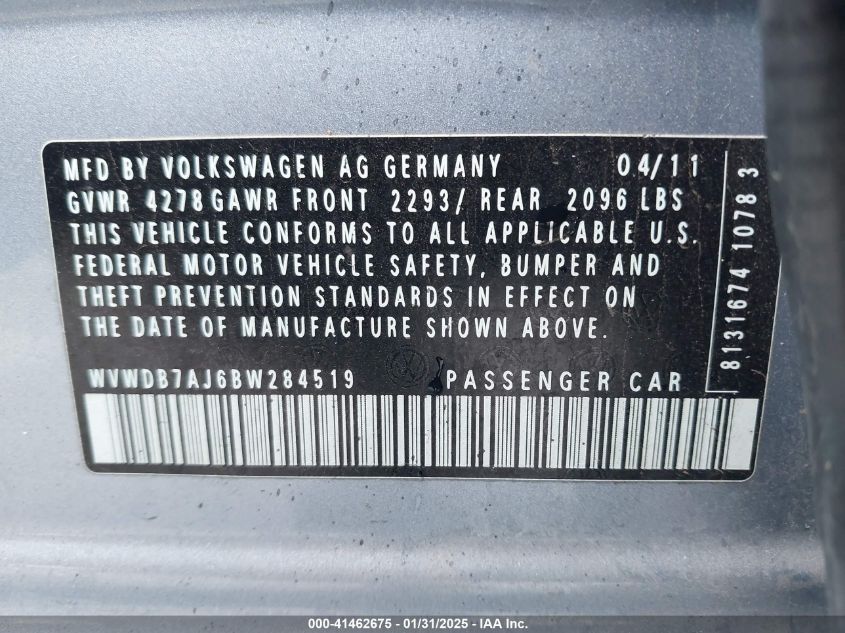 MFD BY VOLKSWAGEN AG GERMANY 04/11
GVWR 4278 GAWR FRONT 2293/ REAR 2096 LBS
THIS VEHICLE CONFORMS TO ALL APPLICABLE U.S.
FEDERAL MOTOR VEHICLE SAFETY, BUMPER AND
THEFT PREVENTION STANDARDS IN EFFECT ON
THE DATE OF MANUFACTURE SHOWN ABOVE.
WVWDB7AJ6BW284519 PASSENGER CAR
8131674 1078 3
000-41462675 - 01/31/2025 - IAA Inc.